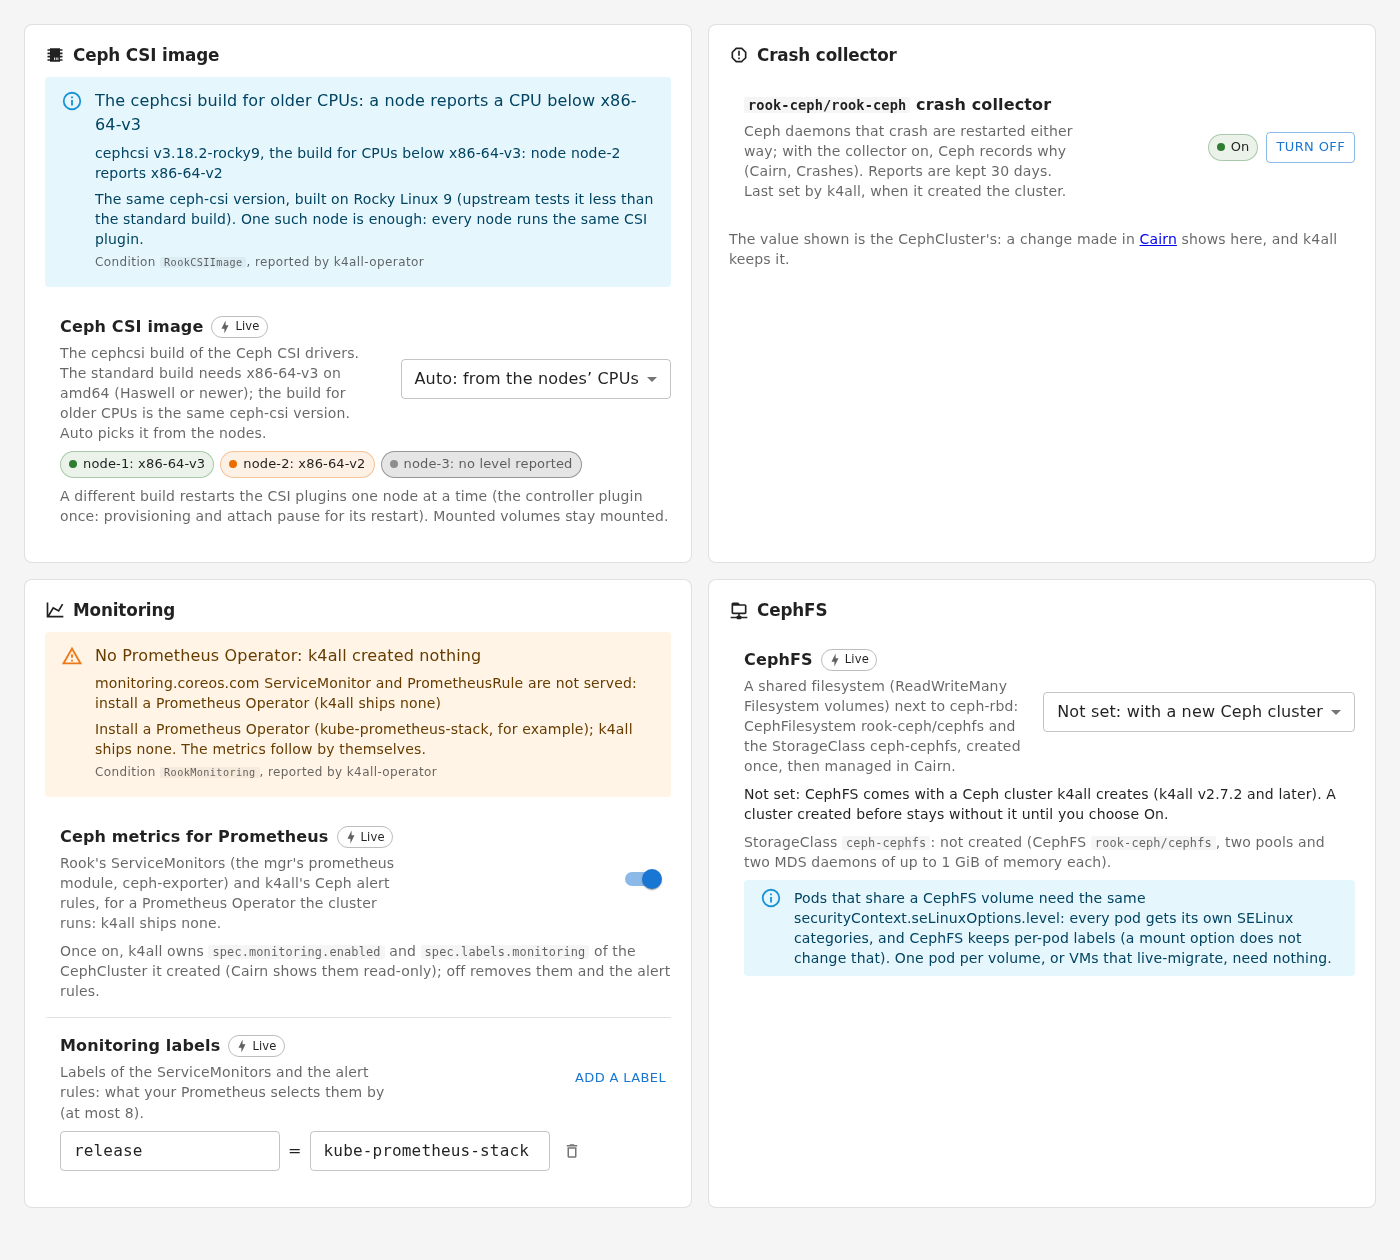 Ceph CSI image
The cephcsi build for older CPUs: a node reports a CPU below x86-
64-v3
cephcsi v3.18.2-rocky9, the build for CPUs below x86-64-v3: node node-2
reports x86-64-v2
The same ceph-csi version, built on Rocky Linux 9 (upstream tests it less than
the standard build). One such node is enough: every node runs the same CSI
plugin.
Condition RookCSIImage, reported by k4all-operator
Ceph CSI image Live
The cephcsi build of the Ceph CSI drivers.
The standard build needs x86-64-v3 on
amd64 (Haswell or newer); the build for
older CPUs is the same ceph-csi version.
Auto picks it from the nodes.
Auto: from the nodes’ CPUs
node-1: x86-64-v3 node-2: x86-64-v2 node-3: no level reported
A different build restarts the CSI plugins one node at a time (the controller plugin
once: provisioning and attach pause for its restart). Mounted volumes stay mounted.
Crash collector
rook-ceph/rook-ceph crash collector
Ceph daemons that crash are restarted either
way; with the collector on, Ceph records why
(Cairn, Crashes). Reports are kept 30 days.
Last set by k4all, when it created the cluster.
On TURN OFF
The value shown is the CephCluster's: a change made in Cairn shows here, and k4all
keeps it.
Monitoring
No Prometheus Operator: k4all created nothing
monitoring.coreos.com ServiceMonitor and PrometheusRule are not served:
install a Prometheus Operator (k4all ships none)
Install a Prometheus Operator (kube-prometheus-stack, for example); k4all
ships none. The metrics follow by themselves.
Condition RookMonitoring, reported by k4all-operator
Ceph metrics for Prometheus Live
Rook's ServiceMonitors (the mgr's prometheus
module, ceph-exporter) and k4all's Ceph alert
rules, for a Prometheus Operator the cluster
runs: k4all ships none.
Once on, k4all owns spec.monitoring.enabled and spec.labels.monitoring of the
CephCluster it created (Cairn shows them read-only); off removes them and the alert
rules.
Monitoring labels Live
Labels of the ServiceMonitors and the alert
rules: what your Prometheus selects them by
(at most 8).
ADD A LABEL
release = kube-prometheus-stack
CephFS
CephFS Live
A shared filesystem (ReadWriteMany
Filesystem volumes) next to ceph-rbd:
CephFilesystem rook-ceph/cephfs and
the StorageClass ceph-cephfs, created
once, then managed in Cairn.
Not set: with a new Ceph cluster
Not set: CephFS comes with a Ceph cluster k4all creates (k4all v2.7.2 and later). A
cluster created before stays without it until you choose On.
StorageClass ceph-cephfs: not created (CephFS rook-ceph/cephfs, two pools and
two MDS daemons of up to 1 GiB of memory each).
Pods that share a CephFS volume need the same
securityContext.seLinuxOptions.level: every pod gets its own SELinux
categories, and CephFS keeps per-pod labels (a mount option does not
change that). One pod per volume, or VMs that live-migrate, need nothing.